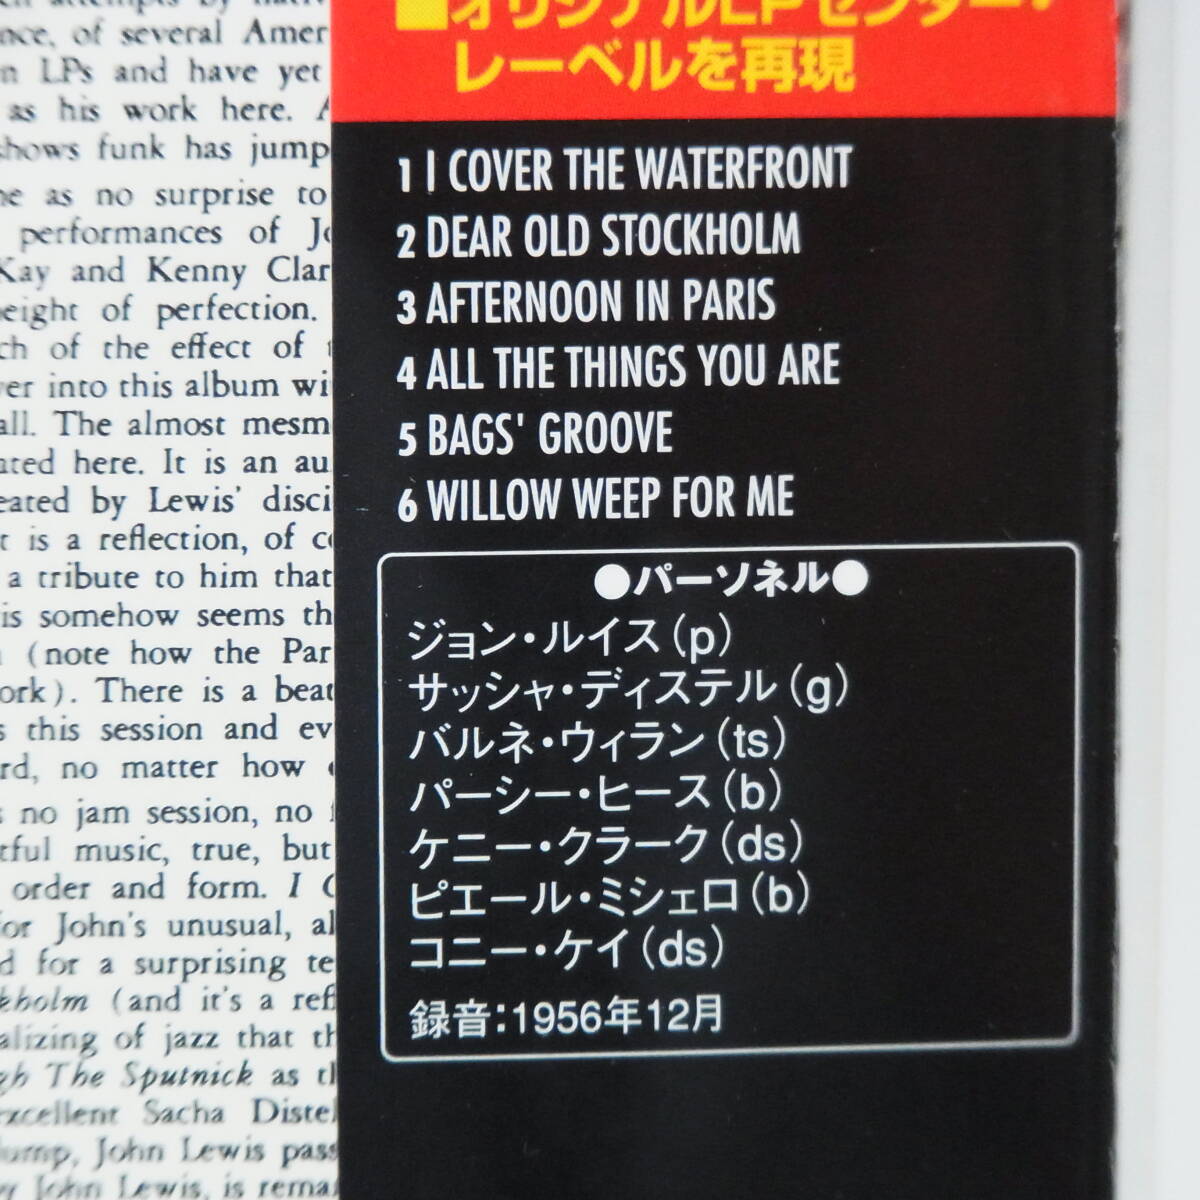 of several Amer
n LPs and have yet
as his work here.
shows funk has jump
as no surprise to
performances of
Kay and Kenny Clar
eight of perfection.
ch of the effect of
into this album wi
all. The almost mesm
here. It is an au
eated by Lewis' disci
t is a reflection, of
a tribute to him that
is somehow seems th
(note how the Par
ork). There is a beat
s this session and ev
rd, no matter how
no jam session, no
tful music, true, but
order and form. I
for John's unusual, al
d for a surprising te
kholm (and it's a refl
alizing of jazz that th
gh The Sputnick as t
excellent Sacha Distel
Jump, John Lewis pass
John Lewis, is rema
■オリジナルLPセンター・
レーベルを再現
1 I COVER THE WATERFRONT
2 DEAR OLD STOCKHOLM
3 AFTERNOON IN PARIS
4 ALL THE THINGS YOU ARE
5 BAGS' GROOVE
6 WILLOW WEEP FOR ME
●パーソネル●
ジョン・ルイス(p)
サッシャ・ディステル(g)
バルネ・ウィラン(ts)
パーシー・ヒース(b)
ケニー・クラーク(ds)
ピエール・ミシェロ(b)
コニー・ケイ(ds)
録音:1956年12月